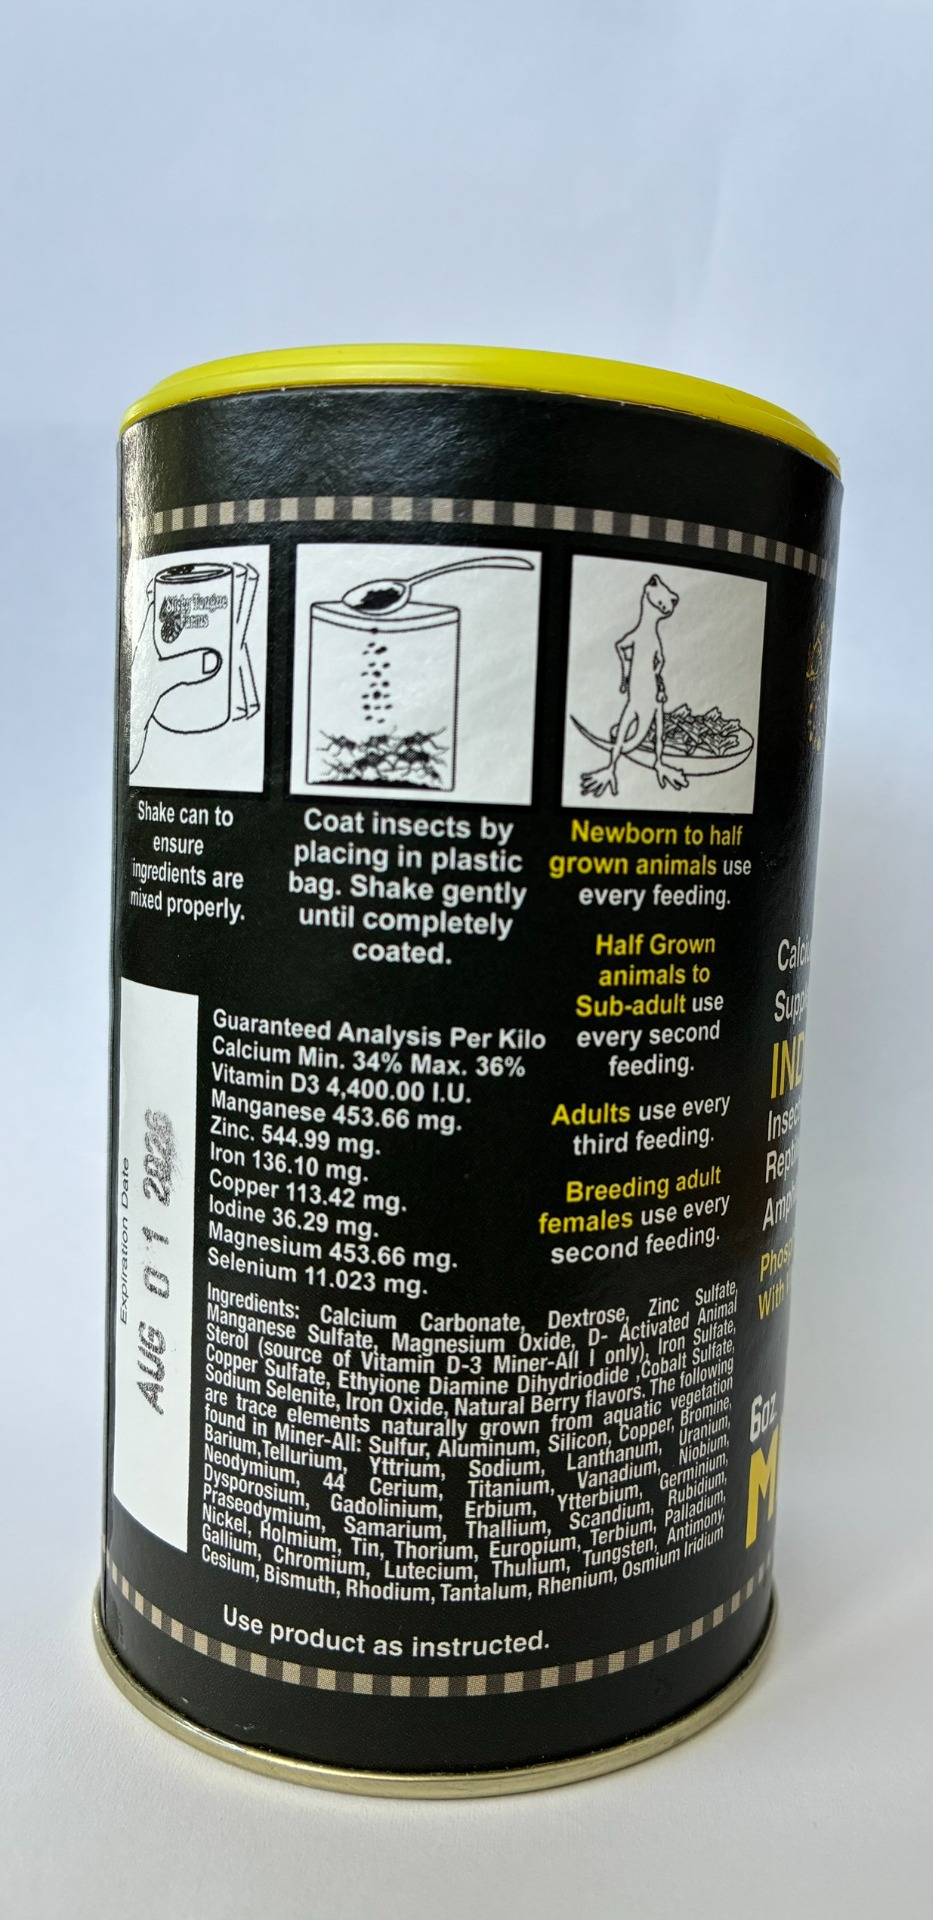 Sticky Tongue
Farms
Shake can to
ensure
ingredients are
mixed properly.
Coat insects by
placing in plastic
bag. Shake gently
until completely
coated.
Newborn to half
grown animals use
every feeding.
Half Grown
animals to
Sub-adult use
every second
feeding.
Adults use every
third feeding.
Breeding adult
females use every
second feeding.
Expiration Date
AUG 01 2026
Guaranteed Analysis Per Kilo
Calcium Min. 34% Max. 36%
Vitamin D3 4,400.00 I.U.
Manganese 453.66 mg.
Zinc. 544.99 mg.
Iron 136.10 mg.
Copper 113.42 mg.
Iodine 36.29 mg.
Magnesium 453.66 mg.
Selenium 11.023 mg.
Ingredients: Calcium Carbonate, Dextrose, Zinc Sulfate,
Manganese Sulfate, Magnesium Oxide, D- Activated Animal
Sterol (source of Vitamin D-3 Miner-All I only), Iron Sulfate,
Copper Sulfate, Ethyione Diamine Dihydriodide ,Cobalt Sulfate,
Sodium Selenite, Iron Oxide, Natural Berry flavors. The following
are trace elements naturally grown from aquatic vegetation
found in Miner-All: Sulfur, Aluminum, Silicon, Copper, Bromine,
Barium,Tellurium, Yttrium, Sodium, Lanthanum, Uranium,
Neodymium, 44 Cerium, Titanium, Vanadium, Niobium,
Dysporosium, Gadolinium, Erbium, Ytterbium, Germinium,
Praseodymium, Samarium, Thallium, Scandium, Rubidium,
Nickel, Holmium, Tin, Thorium, Europium, Terbium, Palladium,
Gallium, Chromium, Lutecium, Thulum, Tungsten, Antimony,
Cesium, Bismuth, Rhodium, Tantalum, Rhenium, Osmium Iridium
Use product as instructed.
IND
6oz.
M